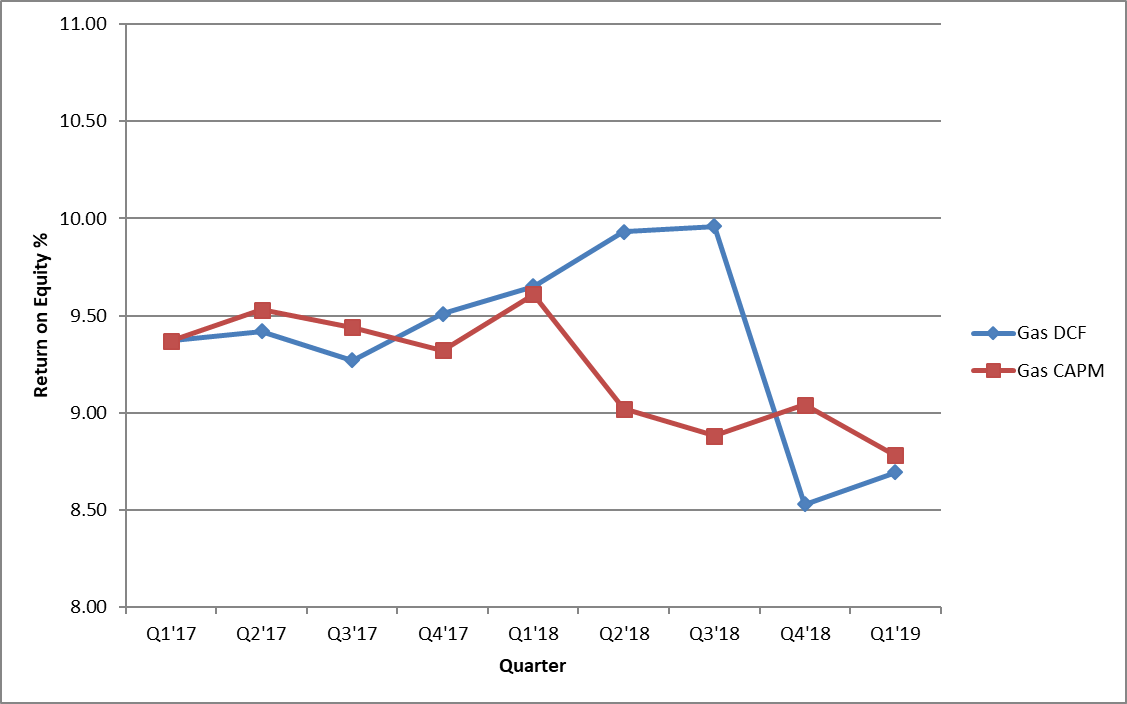 11.00
10.50
10.00
9.50
9.00
8.50
8.00
Return on Equity %
Q1'17 Q2'17 Q3'17 Q4'17 Q1'18 Q2'18 Q3'18 Q4'18 Q1'19
Quarter
Gas DCF
Gas CAPM